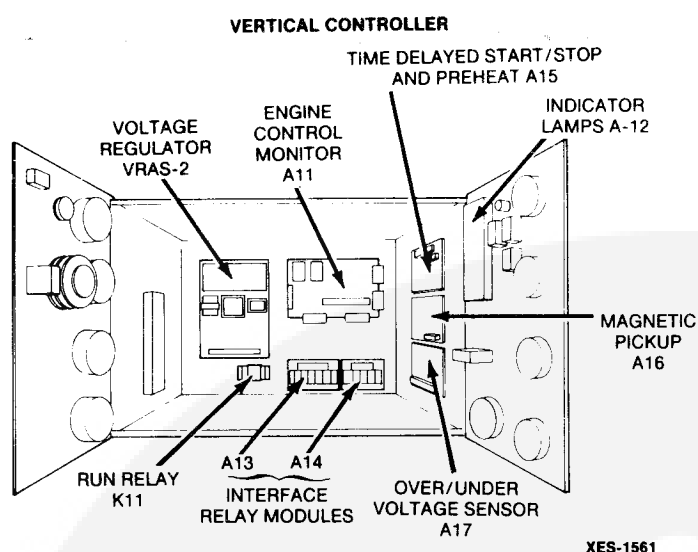 VERTICAL CONTROLLER
TIME DELAYED START/STOP
AND PREHEAT A15
INDICATOR
LAMPS A-12
ENGINE
CONTROL
MONITOR
A11
VOLTAGE
REGULATOR
VRAS-2
MAGNETIC
PICKUP
A16
RUN RELAY
K11
A13
A14
INTERFACE
RELAY MODULES
OVER/UNDER
VOLTAGE SENSOR
A17
XES-1561